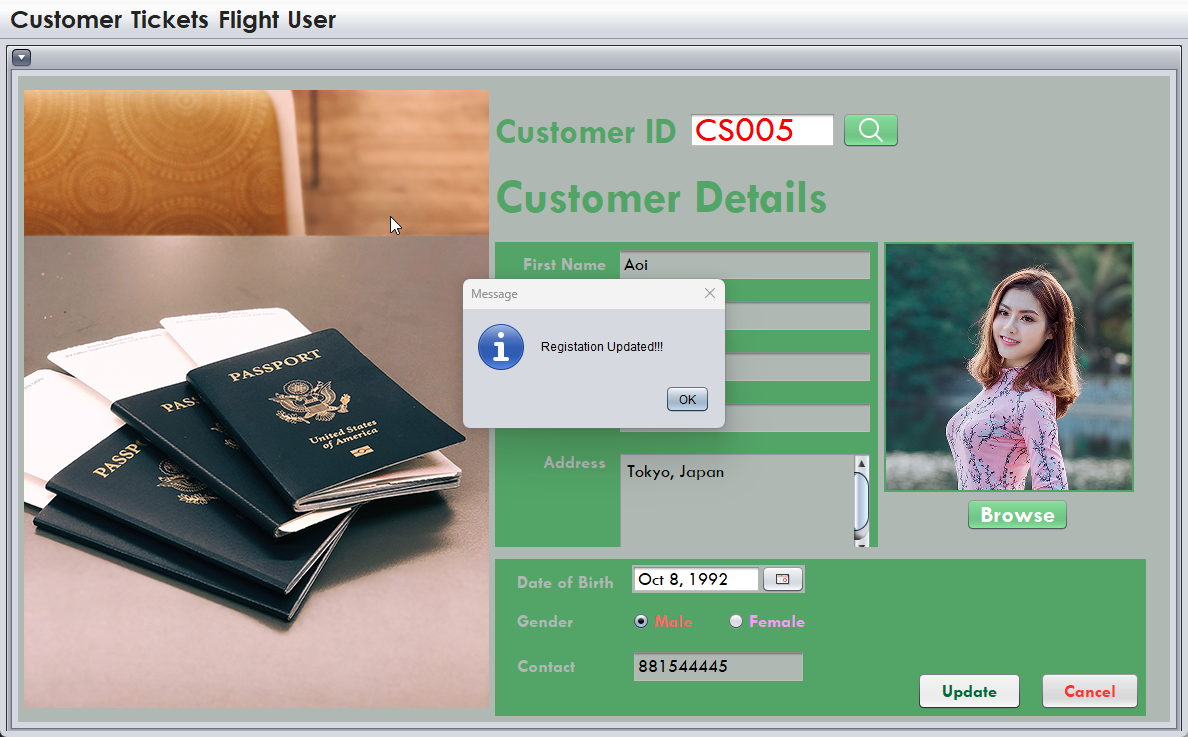 Customer Tickets Flight User
Customer ID CS005
Customer Details
First Name Aoi
Message
Registation Updated!!!
OK
Address Tokyo, Japan
Browse
Date of Birth Oct 8, 1992
Gender Male Female
Contact 881544445
Update Cancel
PASSPORT
United States
of America
PAS
PASSP